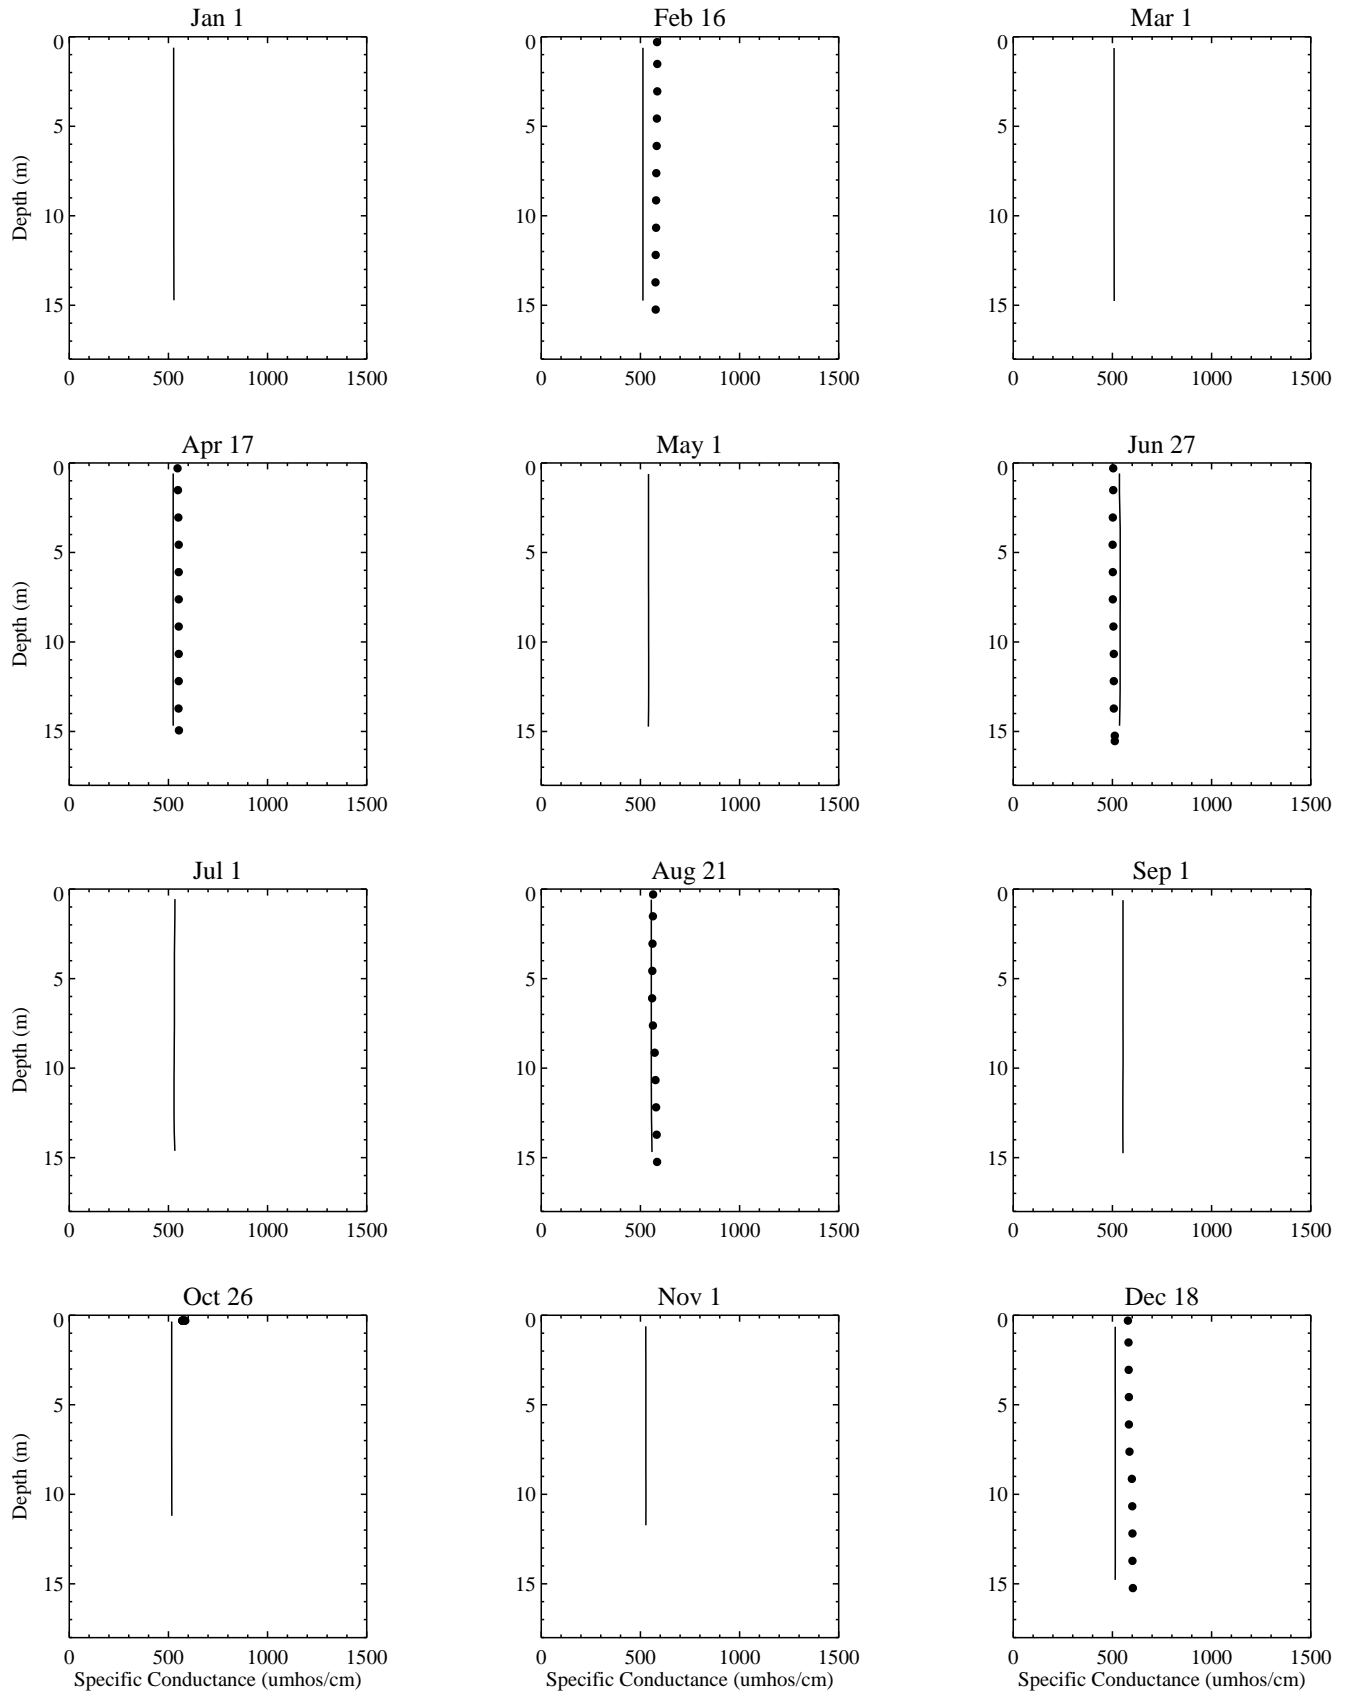 Jan 1 Feb 16 Mar 1
0 0 0
5 5 5
Depth (m)
10 10 10
15 15 15
0 500 1000 1500 0 500 1000 1500 0 500 1000 1500
Apr 17 May 1 Jun 27
0 0 0
5 5 5
Depth (m)
10 10 10
15 15 15
0 500 1000 1500 0 500 1000 1500 0 500 1000 1500
Jul 1 Aug 21 Sep 1
0 0 0
5 5 5
Depth (m)
10 10 10
15 15 15
0 500 1000 1500 0 500 1000 1500 0 500 1000 1500
Oct 26 Nov 1 Dec 18
0 0 0
5 5 5
Depth (m)
10 10 10
15 15 15
0 500 1000 1500 0 500 1000 1500 0 500 1000 1500
Specific Conductance (umhos/cm) Specific Conductance (umhos/cm) Specific Conductance (umhos/cm)